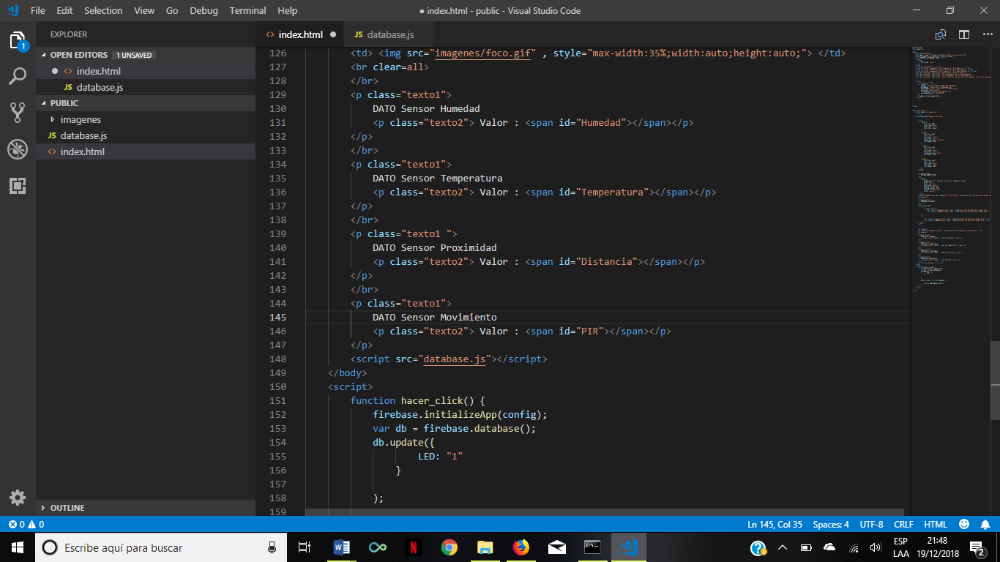 File Edit Selection View Go Debug Terminal Help
● index.html - public - Visual Studio Code
EXPLORER
OPEN EDITORS 1 UNSAVED
index.html
JS database.js
PUBLIC
imagenes
JS database.js
index.html
OUTLINE
1
index.html
JS database.js
126 <td> <img src="imagenes/foco.gif" , style="max-width:35%;width:auto;height:auto;"> </td>
127 <br clear=all>
128 </br>
129 <p class="texto1">
130 DATO Sensor Humedad
131 <p class="texto2"> Valor : <span id="Humedad"></span></p>
132 </p>
133 </br>
134 <p class="texto1">
135 DATO Sensor Temperatura
136 <p class="texto2"> Valor : <span id="Temperatura"></span></p>
137 </p>
138 </br>
139 <p class="texto1 ">
140 DATO Sensor Proximidad
141 <p class="texto2"> Valor : <span id="Distancia"></span></p>
142 </p>
143 </br>
144 <p class="texto1">
145 DATO Sensor Movimiento
146 <p class="texto2"> Valor : <span id="PIR"></span></p>
147 </p>
148 <script src="database.js"></script>
149 </body>
150 <script>
151 function hacer_click() {
152 firebase.initializeApp(config);
153 var db = firebase.database();
154 db.update({
155 LED: "1"
156 }
157
158 );
159
0 0
Ln 145, Col 35 Spaces: 4 UTF-8 CRLF HTML
Escribe aquí para buscar
ESP
LAA
21:48
19/12/2018
2